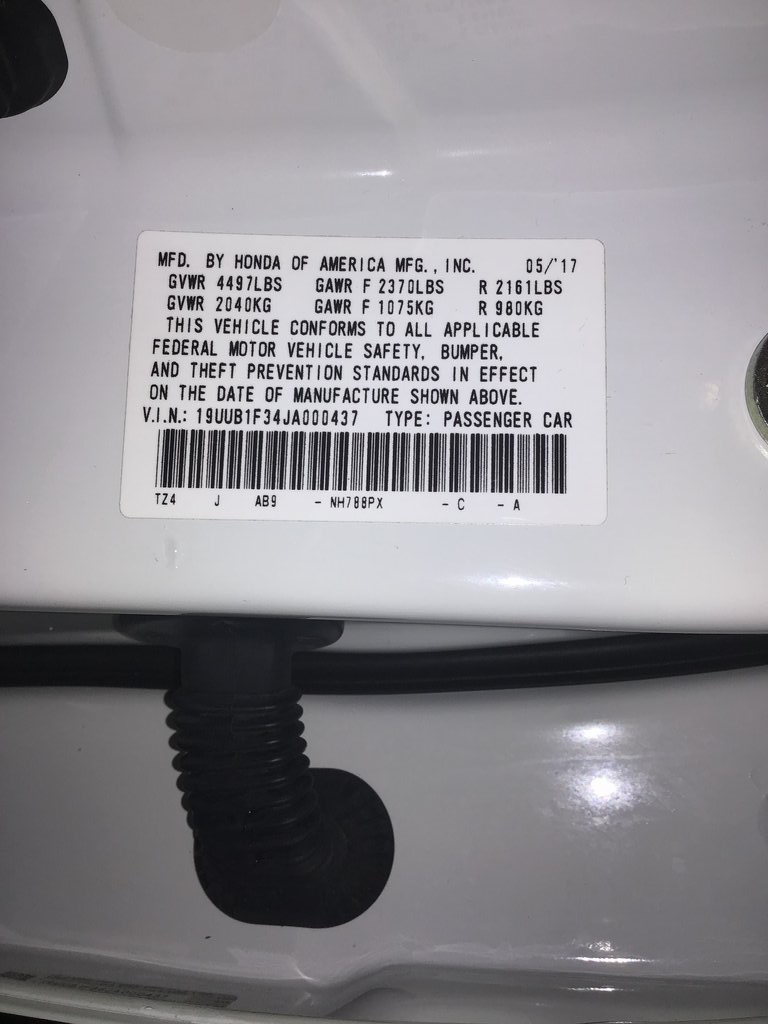 MFD. BY HONDA OF AMERICA MFG., INC. 05/'17
GVWR 4497LBS GAWR F 2370LBS R 2161LBS
GVWR 2040KG GAWR F 1075KG R 980KG
THIS VEHICLE CONFORMS TO ALL APPLICABLE
FEDERAL MOTOR VEHICLE SAFETY, BUMPER,
AND THEFT PREVENTION STANDARDS IN EFFECT
ON THE DATE OF MANUFACTURE SHOWN ABOVE.
V.I.N.: 19UUB1F34JA000437 TYPE: PASSENGER CAR
TZ4 J AB9 - NH788PX - C - A